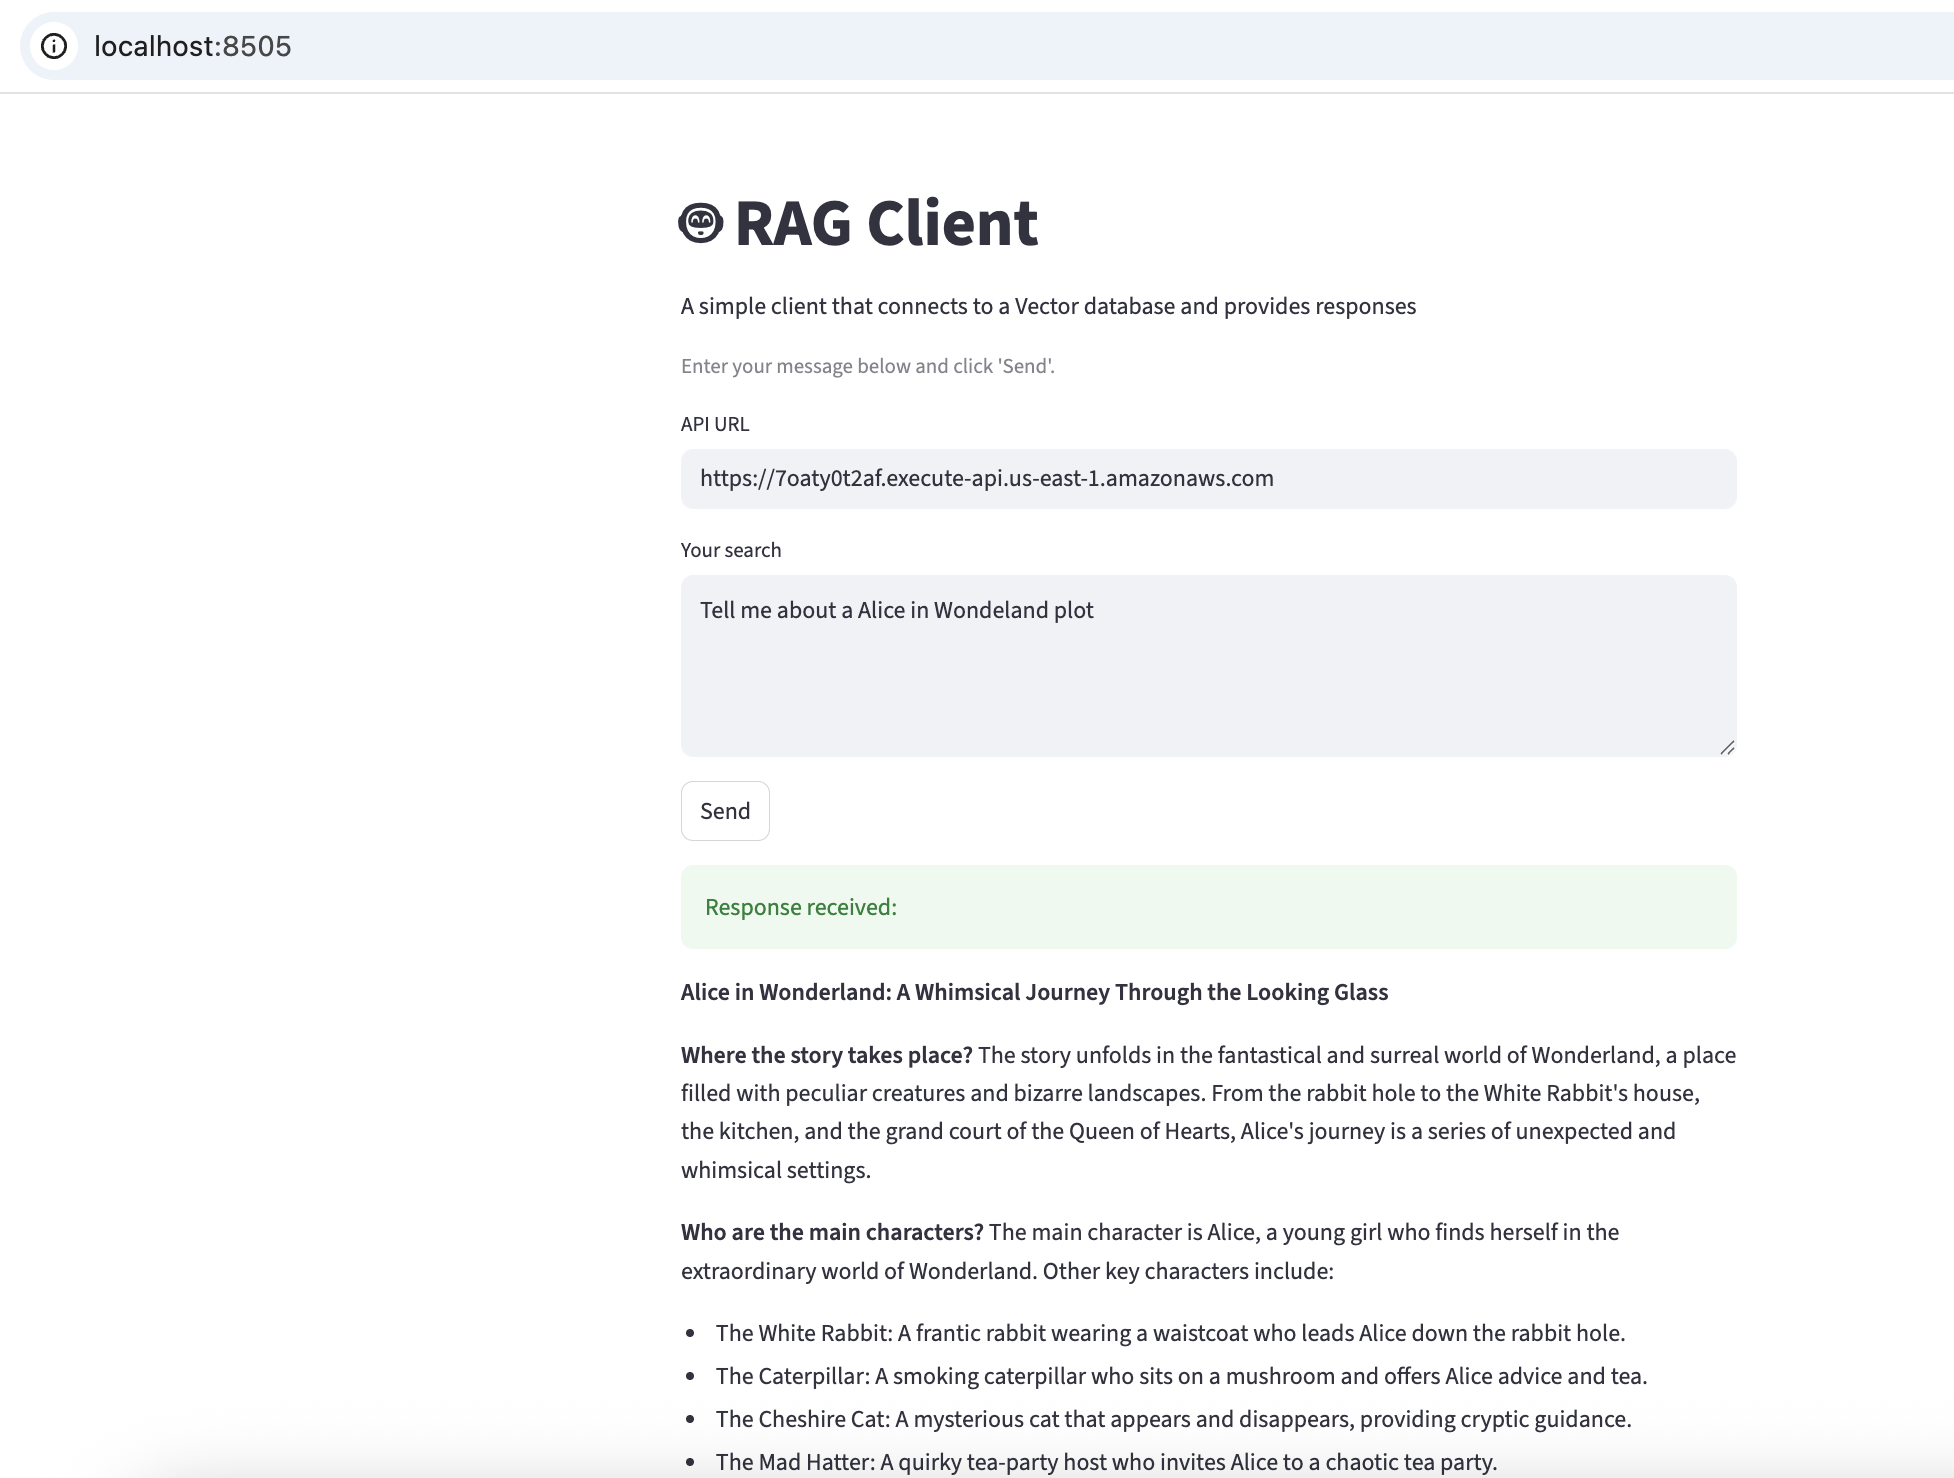 localhost:8505
RAG Client
A simple client that connects to a Vector database and provides responses
Enter your message below and click 'Send'.
API URL
https://7oaty0t2af.execute-api.us-east-1.amazonaws.com
Your search
Tell me about a Alice in Wondeland plot
Send
Response received:
Alice in Wonderland: A Whimsical Journey Through the Looking Glass
Where the story takes place? The story unfolds in the fantastical and surreal world of Wonderland, a place
filled with peculiar creatures and bizarre landscapes. From the rabbit hole to the White Rabbit's house,
the kitchen, and the grand court of the Queen of Hearts, Alice's journey is a series of unexpected and
whimsical settings.
Who are the main characters? The main character is Alice, a young girl who finds herself in the
extraordinary world of Wonderland. Other key characters include:
• The White Rabbit: A frantic rabbit wearing a waistcoat who leads Alice down the rabbit hole.
• The Caterpillar: A smoking caterpillar who sits on a mushroom and offers Alice advice and tea.
• The Cheshire Cat: A mysterious cat that appears and disappears, providing cryptic guidance.
• The Mad Hatter: A quirky tea-party host who invites Alice to a chaotic tea party.